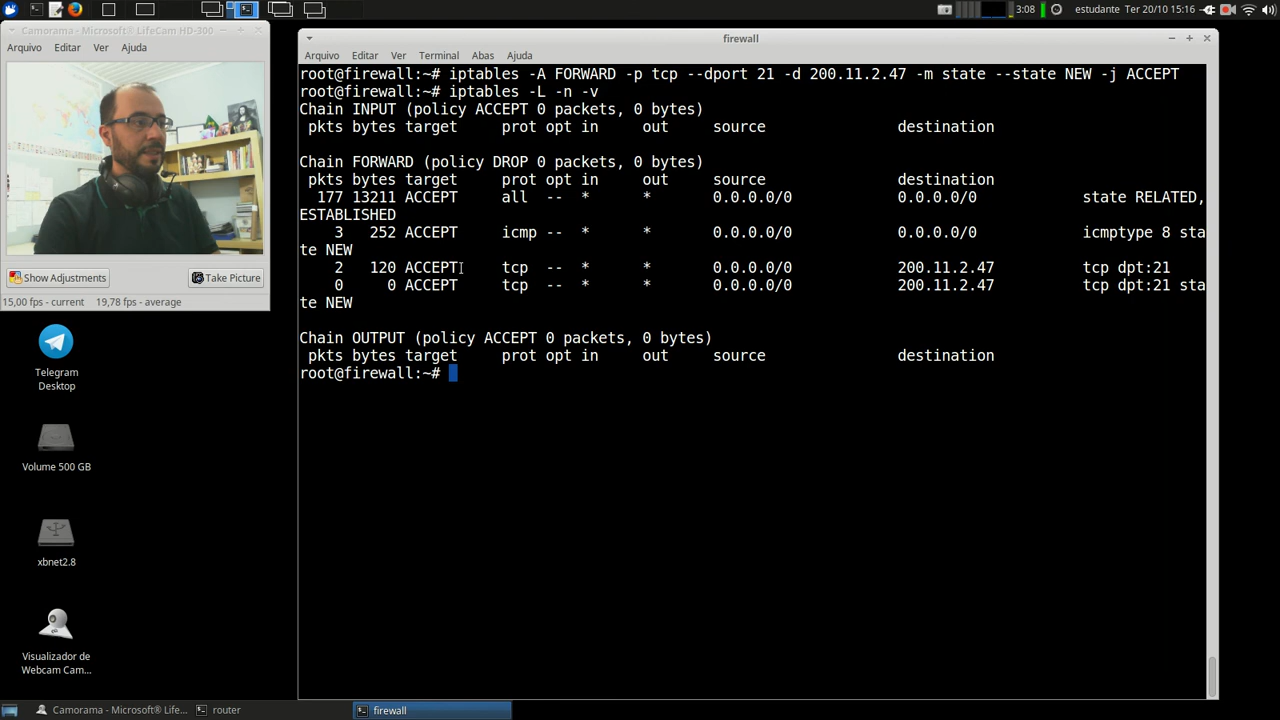 3:08
estudante
Ter 20/10 15:16
Camorama - Microsoft® LifeCam HD-300
Arquivo Editar Ver Ajuda
Show Adjustments
Take Picture
15,00 fps - current 19,78 fps - average
Telegram
Desktop
Volume 500 GB
xbnet2.8
Visualizador de
Webcam Cam...
firewall
Arquivo Editar Ver Terminal Abas Ajuda
root@firewall:~# iptables -A FORWARD -p tcp --dport 21 -d 200.11.2.47 -m state --state NEW -j ACCEPT
root@firewall:~# iptables -L -n -v
Chain INPUT (policy ACCEPT 0 packets, 0 bytes)
pkts bytes target prot opt in out source destination
Chain FORWARD (policy DROP 0 packets, 0 bytes)
pkts bytes target prot opt in out source destination
177 13211 ACCEPT all -- * * 0.0.0.0/0 0.0.0.0/0 state RELATED,
ESTABLISHED
3 252 ACCEPT icmp -- * * 0.0.0.0/0 0.0.0.0/0 icmptype 8 sta
te NEW
2 120 ACCEPT tcp -- * * 0.0.0.0/0 200.11.2.47 tcp dpt:21
0 0 ACCEPT tcp -- * * 0.0.0.0/0 200.11.2.47 tcp dpt:21 sta
te NEW
Chain OUTPUT (policy ACCEPT 0 packets, 0 bytes)
pkts bytes target prot opt in out source destination
root@firewall:~#
Camorama - Microsoft® LifeC...
router
firewall